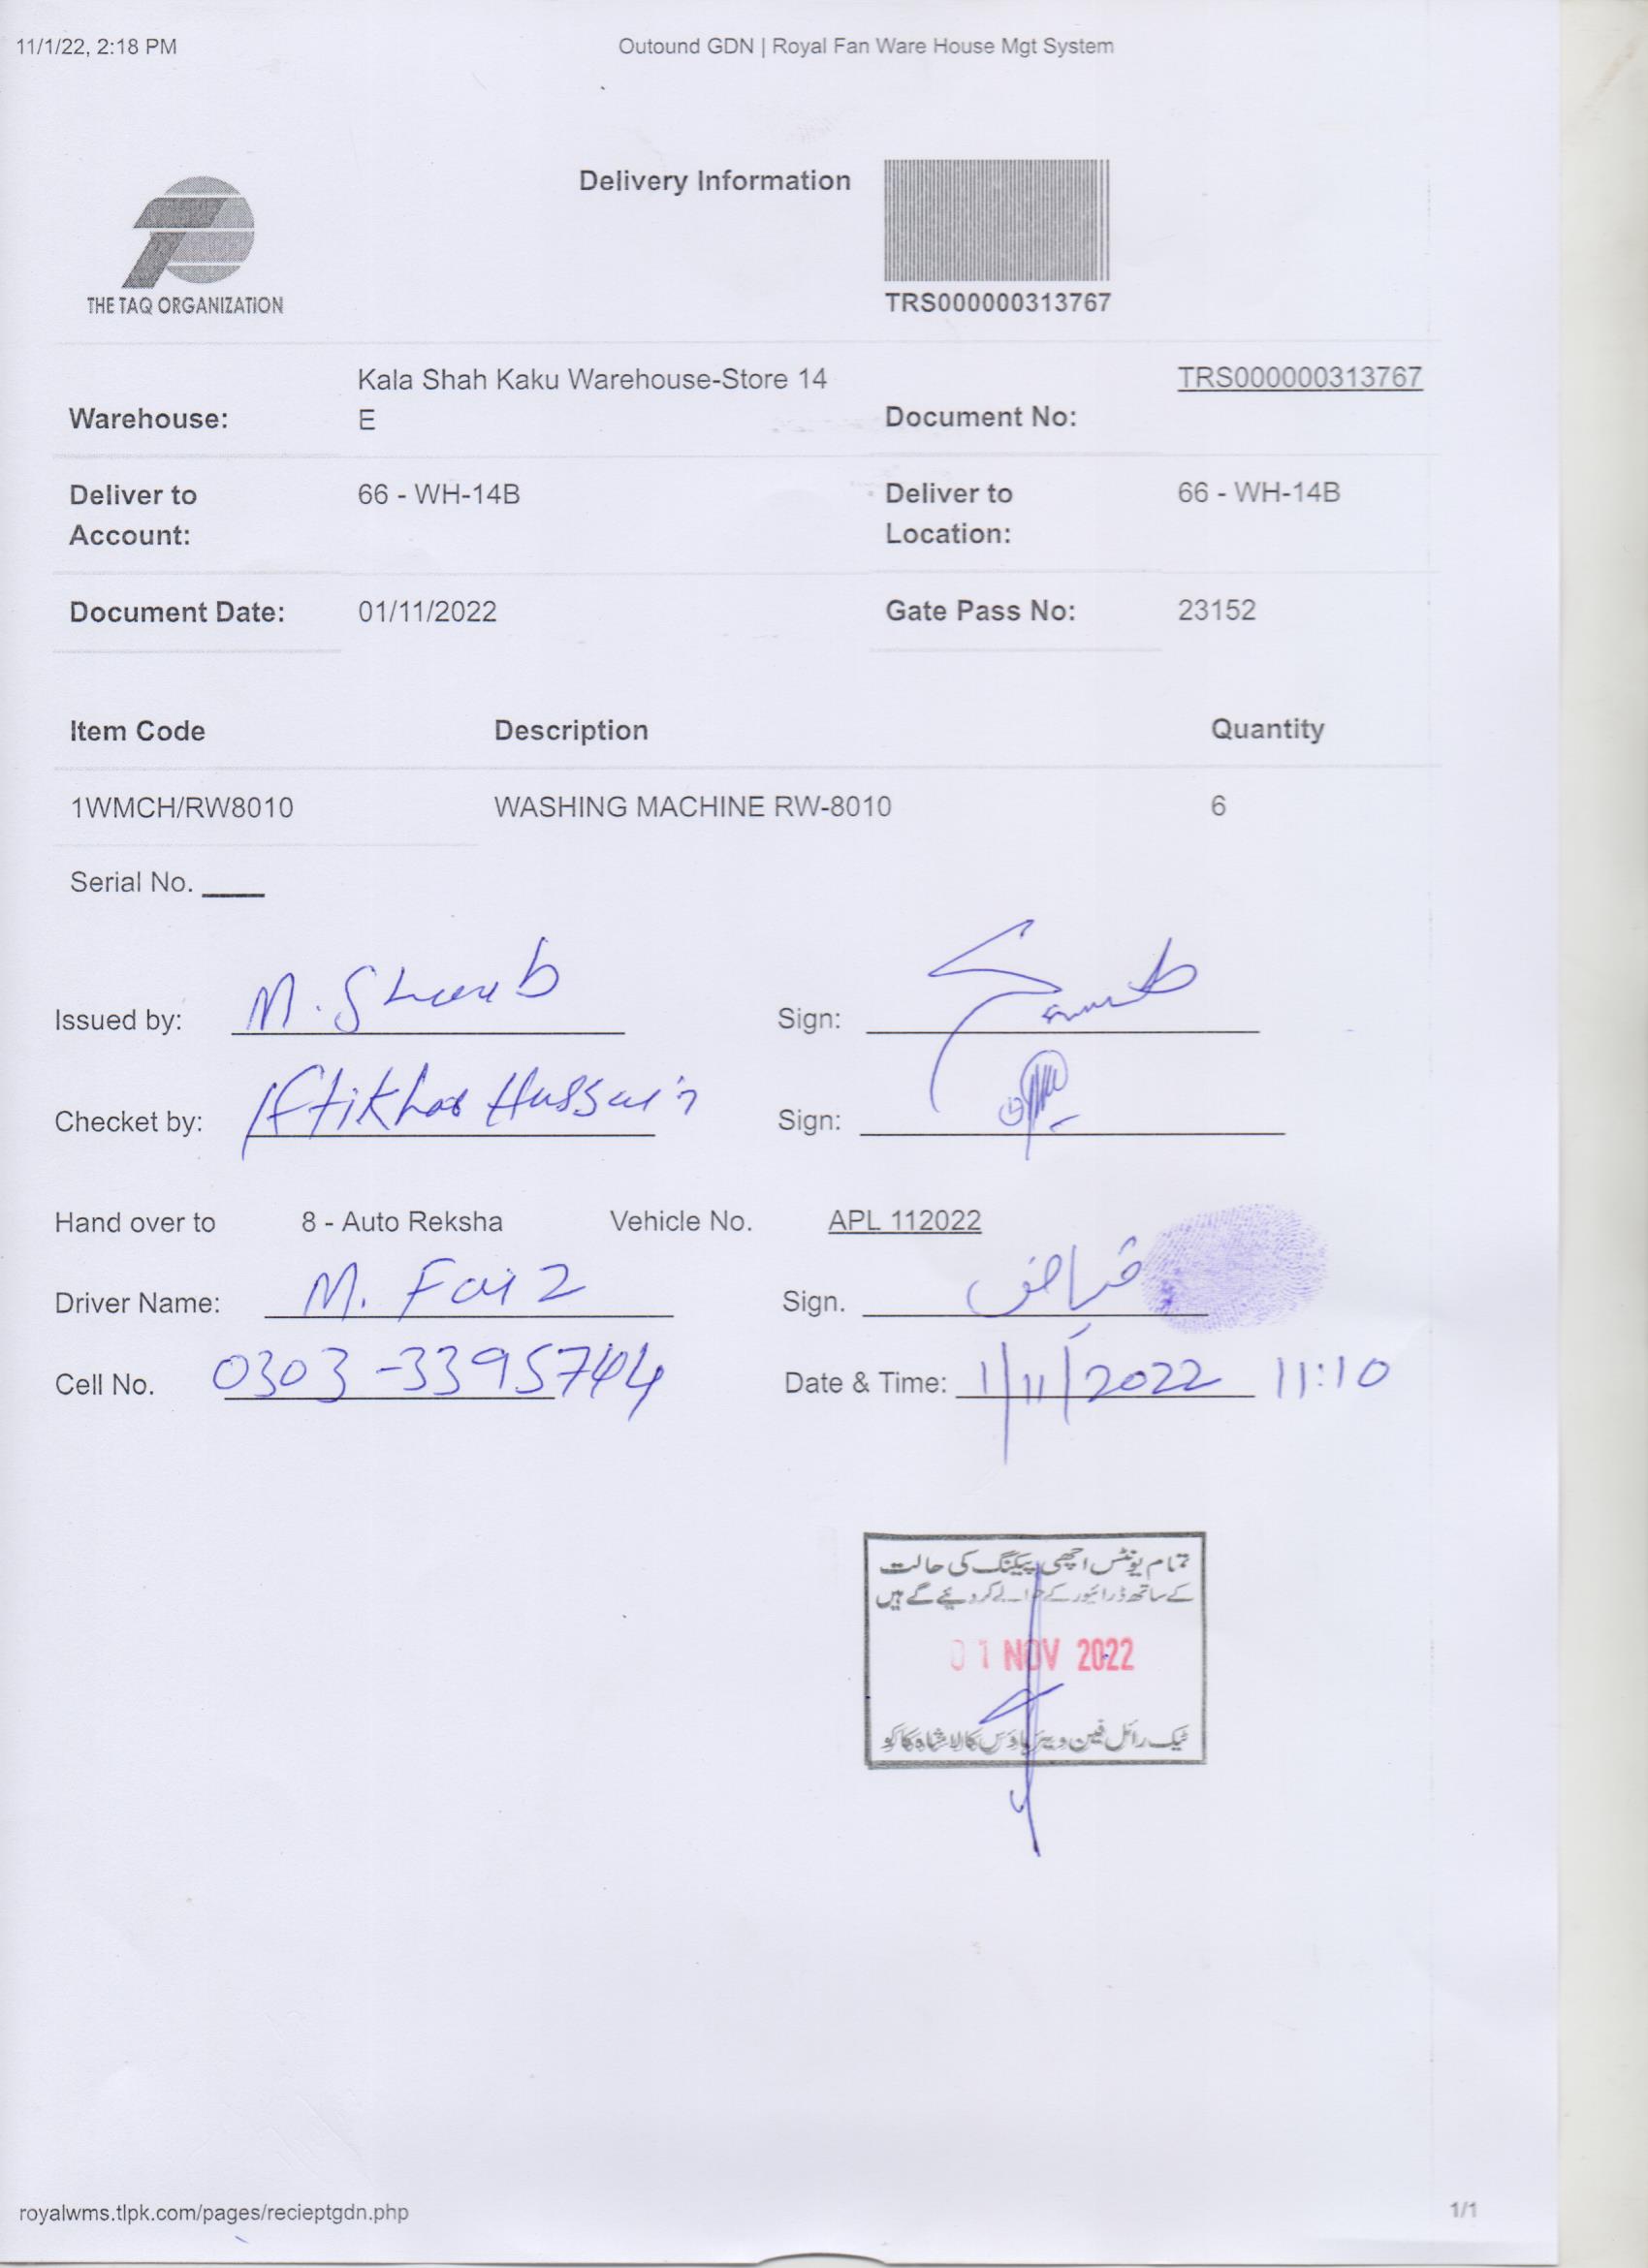 11/1/22, 2:18 PM
Outound GDN | Royal Fan Ware House Mgt System
THE TAQ ORGANIZATION
Delivery Information
TRS000000313767
Warehouse: Kala Shah Kaku Warehouse-Store 14 E
Document No: TRS000000313767
Deliver to Account: 66 - WH-14B
Deliver to Location: 66 - WH-14B
Document Date: 01/11/2022
Gate Pass No: 23152
Item Code Description Quantity
1WMCH/RW8010 WASHING MACHINE RW-8010 6
Serial No.
Issued by: M. Sign:
Checket by: Iftikhar Hussain Sign:
Hand over to 8 - Auto Reksha Vehicle No. APL 112022
Driver Name: M. Faiz Sign.
Cell No. 0303-3395744 Date & Time: 1/11/2022 11:10
تمام یونٹس اچھی پیکنگ کی حالت
کے ساتھ ڈرائیور کے حوالے کر دیئے گئے ہیں
01 NOV 2022
ٹیک رائل فین ویئر ہاؤس کالا شاہ کاکو
royalwms.tlpk.com/pages/recieptgdn.php
1/1